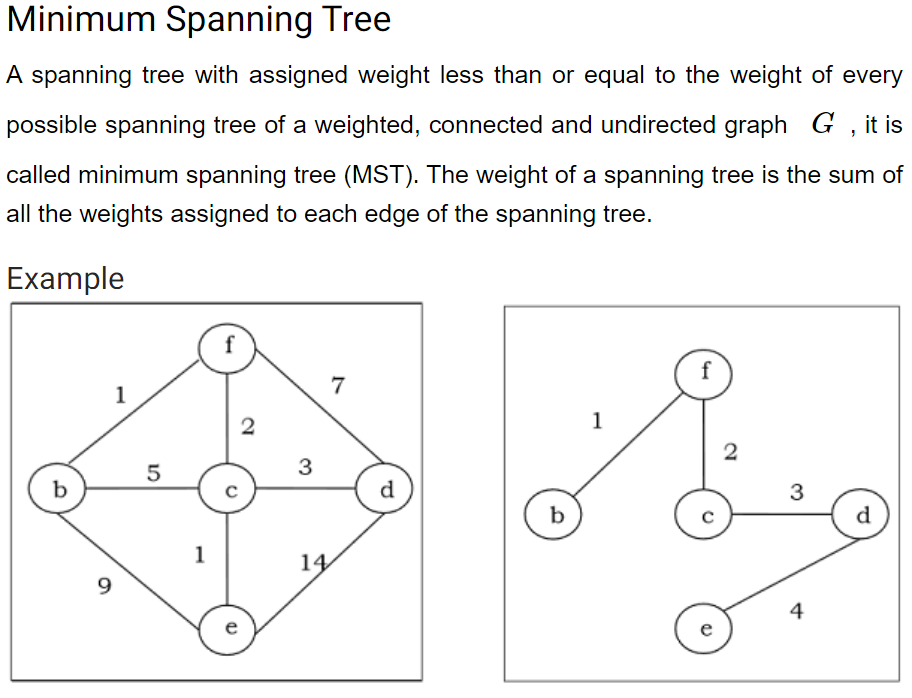 Minimum Spanning Tree
A spanning tree with assigned weight less than or equal to the weight of every
possible spanning tree of a weighted, connected and undirected graph G , it is
called minimum spanning tree (MST). The weight of a spanning tree is the sum of
all the weights assigned to each edge of the spanning tree.
Example
f
1
7
2
5
3
b
c
d
1
14
9
e
f
1
2
3
b
c
d
4
e